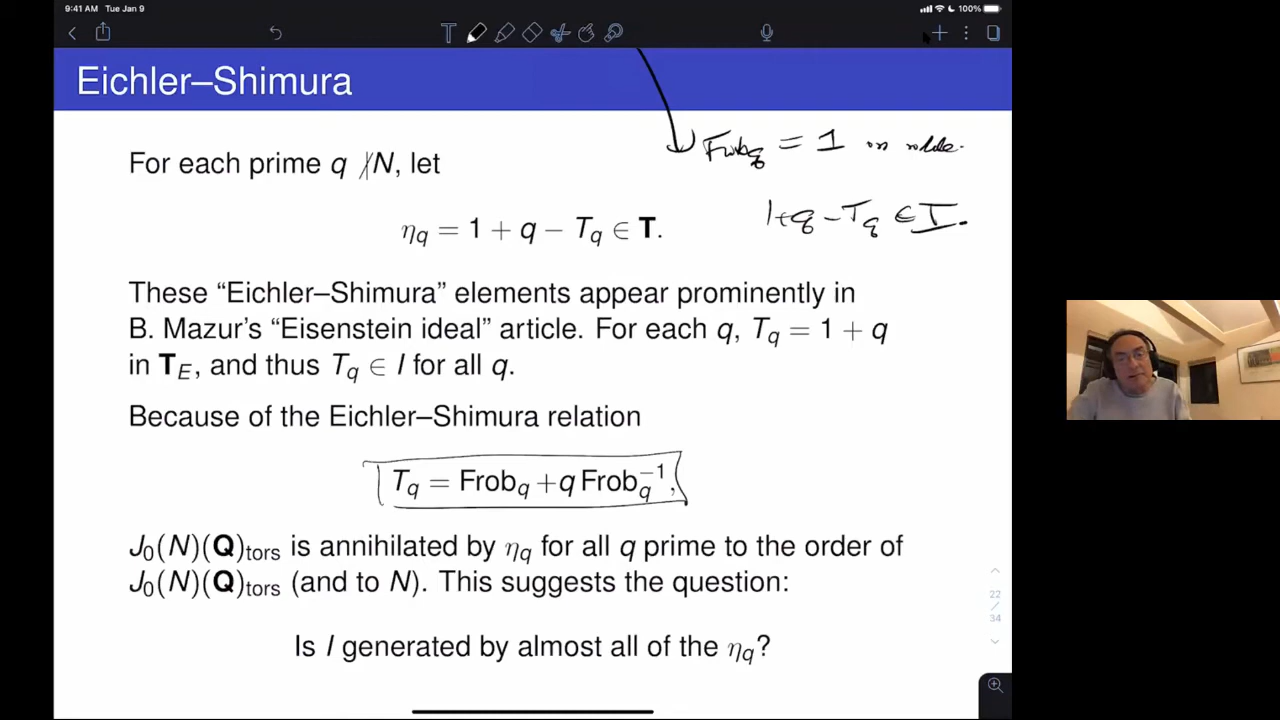 9:41 AM Tue Jan 9
100%
Eichler–Shimura
Frob_q = 1 on
For each prime q ∤N, let
1+q – T_q ∈ I.
η_q = 1 + q − T_q ∈ T.
These “Eichler–Shimura” elements appear prominently in
B. Mazur’s “Eisenstein ideal” article. For each q, T_q = 1 + q
in T_E, and thus T_q ∈ I for all q.
Because of the Eichler–Shimura relation
T_q = Frob_q +q Frob_q^{−1},
J_0(N)(Q)_tors is annihilated by η_q for all q prime to the order of
J_0(N)(Q)_tors (and to N). This suggests the question:
22
/
34
Is I generated by almost all of the η_q?